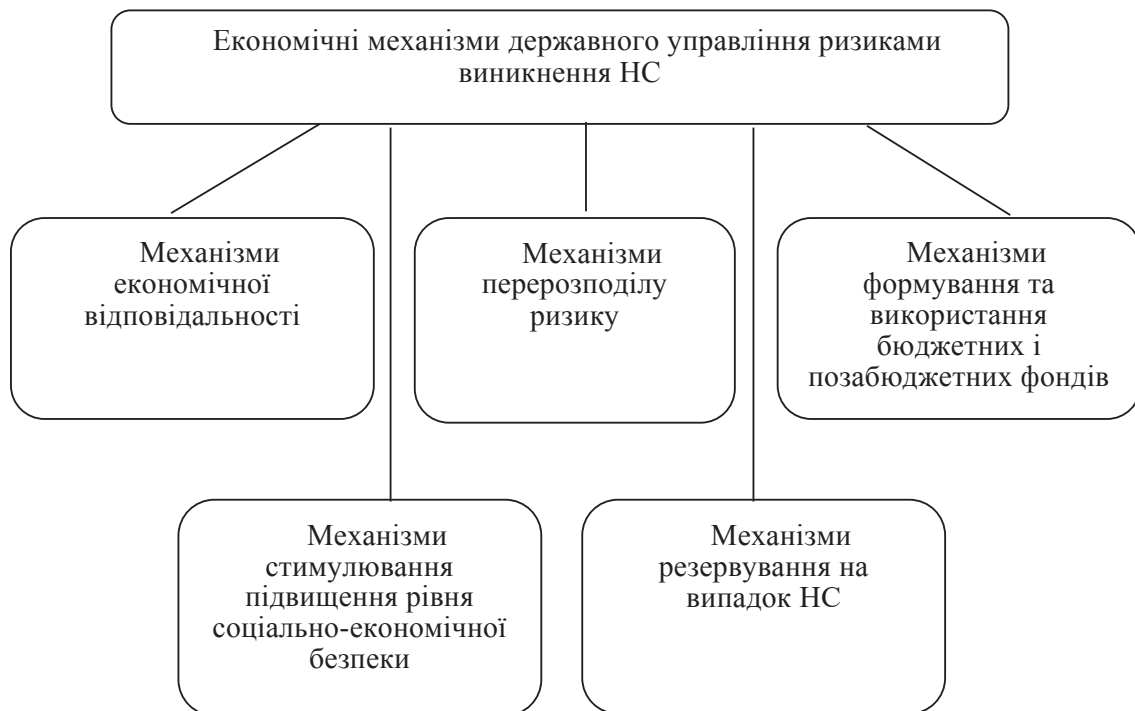 Економічні механізми державного управління ризиками
виникнення НС
Механізми
економічної
відповідальності
Механізми
перерозподілу
ризику
Механізми
формування та
використання
бюджетних і
позабюджетних фондів
Механізми
стимулювання
підвищення рівня
соціально-економічної
безпеки
Механізми
резервування на
випадок НС